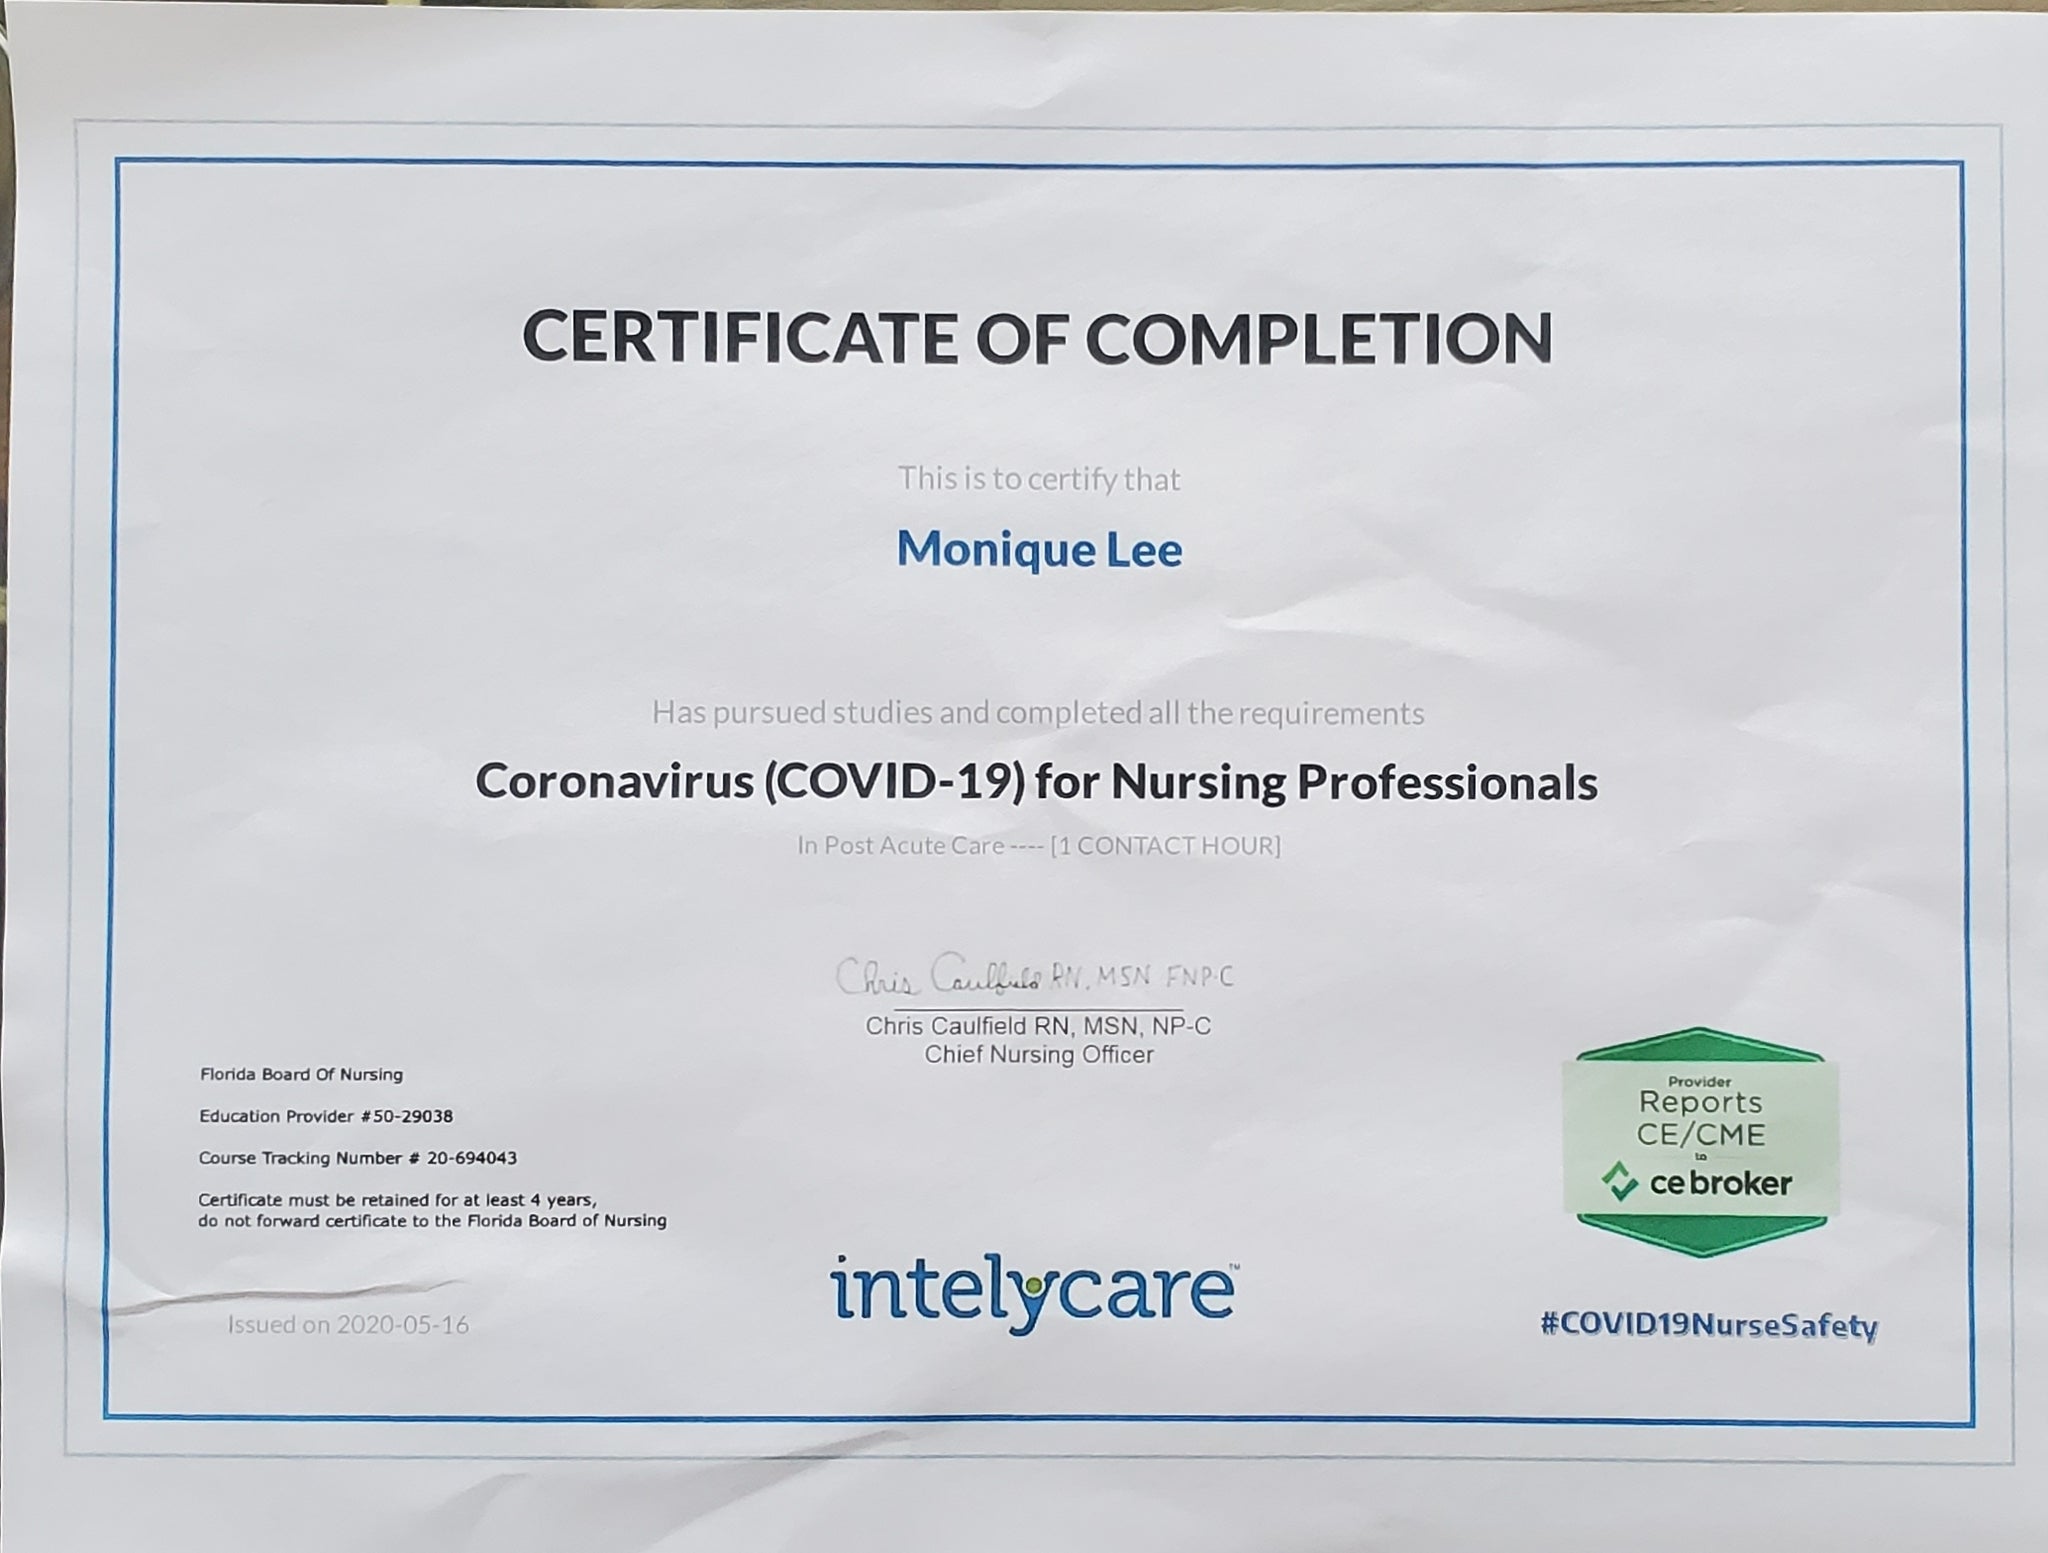 CERTIFICATE OF COMPLETION
This is to certify that
Monique Lee
Has pursued studies and completed all the requirements
Coronavirus (COVID-19) for Nursing Professionals
In Post Acute Care ---- [1 CONTACT HOUR]
Chris Caulfield RN, MSN FNP-C
Chris Caulfield RN, MSN, NP-C
Chief Nursing Officer
Florida Board Of Nursing
Education Provider #50-29038
Course Tracking Number # 20-694043
Certificate must be retained for at least 4 years,
do not forward certificate to the Florida Board of Nursing
Issued on 2020-05-16
intelycare™
Provider
Reports
CE/CME
to
ce broker
#COVID19NurseSafety